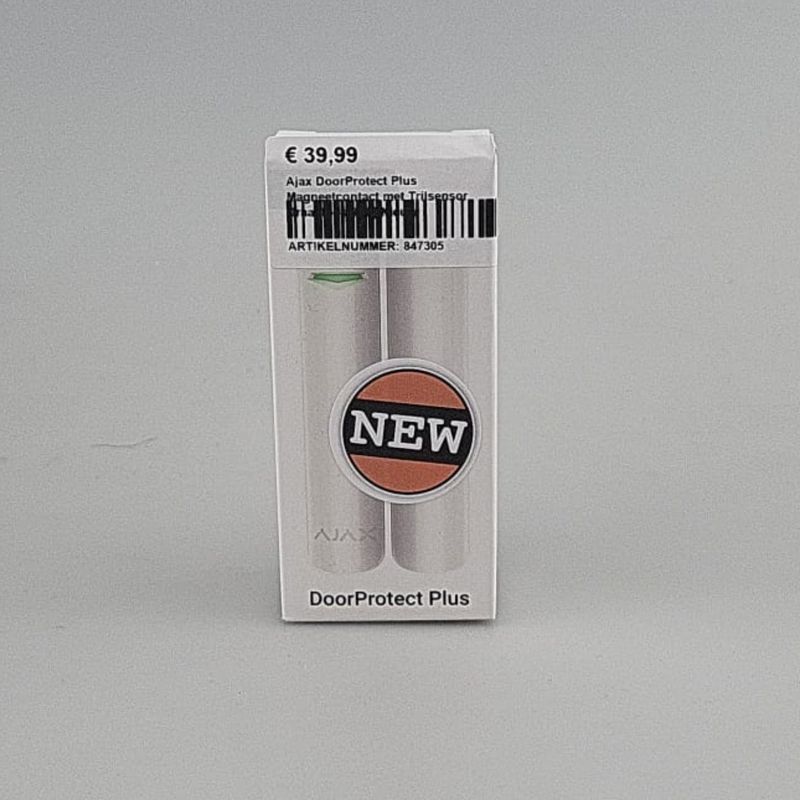 € 39,99
Ajax DoorProtect Plus
Magneetcontact met Trilsensor
ARTIKELNUMMER: 847305
NEW
AJAX
DoorProtect Plus